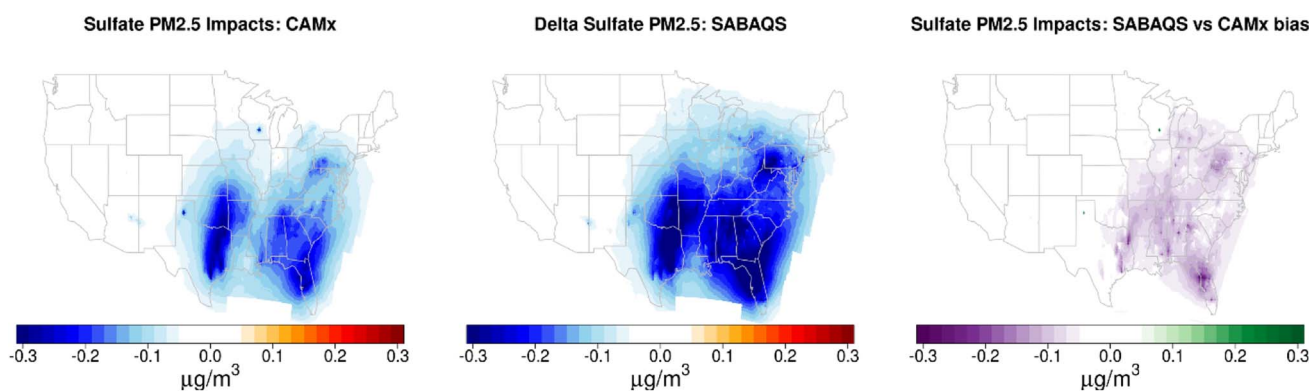 Sulfate PM2.5 Impacts: CAMx
Delta Sulfate PM2.5: SABAQS
Sulfate PM2.5 Impacts: SABAQS vs CAMx bias
-0.3 -0.2 -0.1 0.0 0.1 0.2 0.3
μg/m³
-0.3 -0.2 -0.1 0.0 0.1 0.2 0.3
μg/m³
-0.3 -0.2 -0.1 0.0 0.1 0.2 0.3
μg/m³